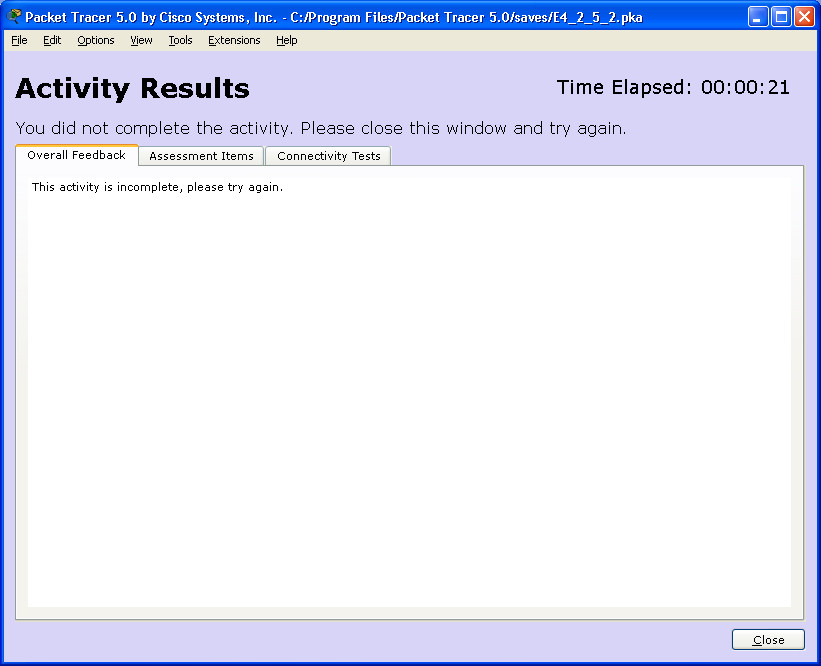 Packet Tracer 5.0 by Cisco Systems, Inc. - C:/Program Files/Packet Tracer 5.0/saves/E4_2_5_2.pka
File Edit Options View Tools Extensions Help
Activity Results
Time Elapsed: 00:00:21
You did not complete the activity. Please close this window and try again.
Overall Feedback Assessment Items Connectivity Tests
This activity is incomplete, please try again.
Close